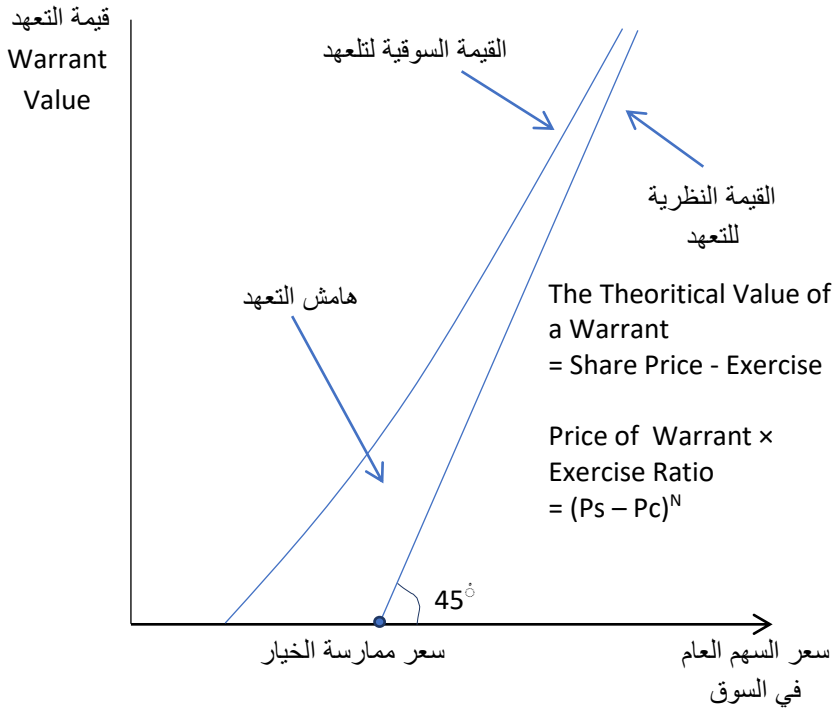 قيمة التعهد
Warrant
Value
القيمة السوقية لتلعهد
القيمة النظرية
للتعهد
هامش التعهد
The Theoritical Value of
a Warrant
= Share Price - Exercise
Price of Warrant ×
Exercise Ratio
= (Ps – Pc)ᴺ
45°
سعر ممارسة الخيار
سعر السهم العام
في السوق